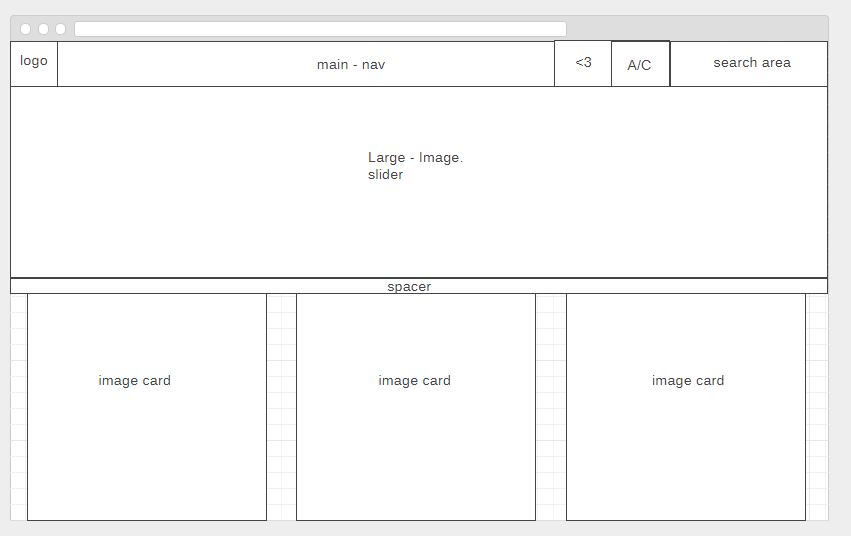 logo
main - nav
<3
A/C
search area
Large - Image.
slider
spacer
image card
image card
image card